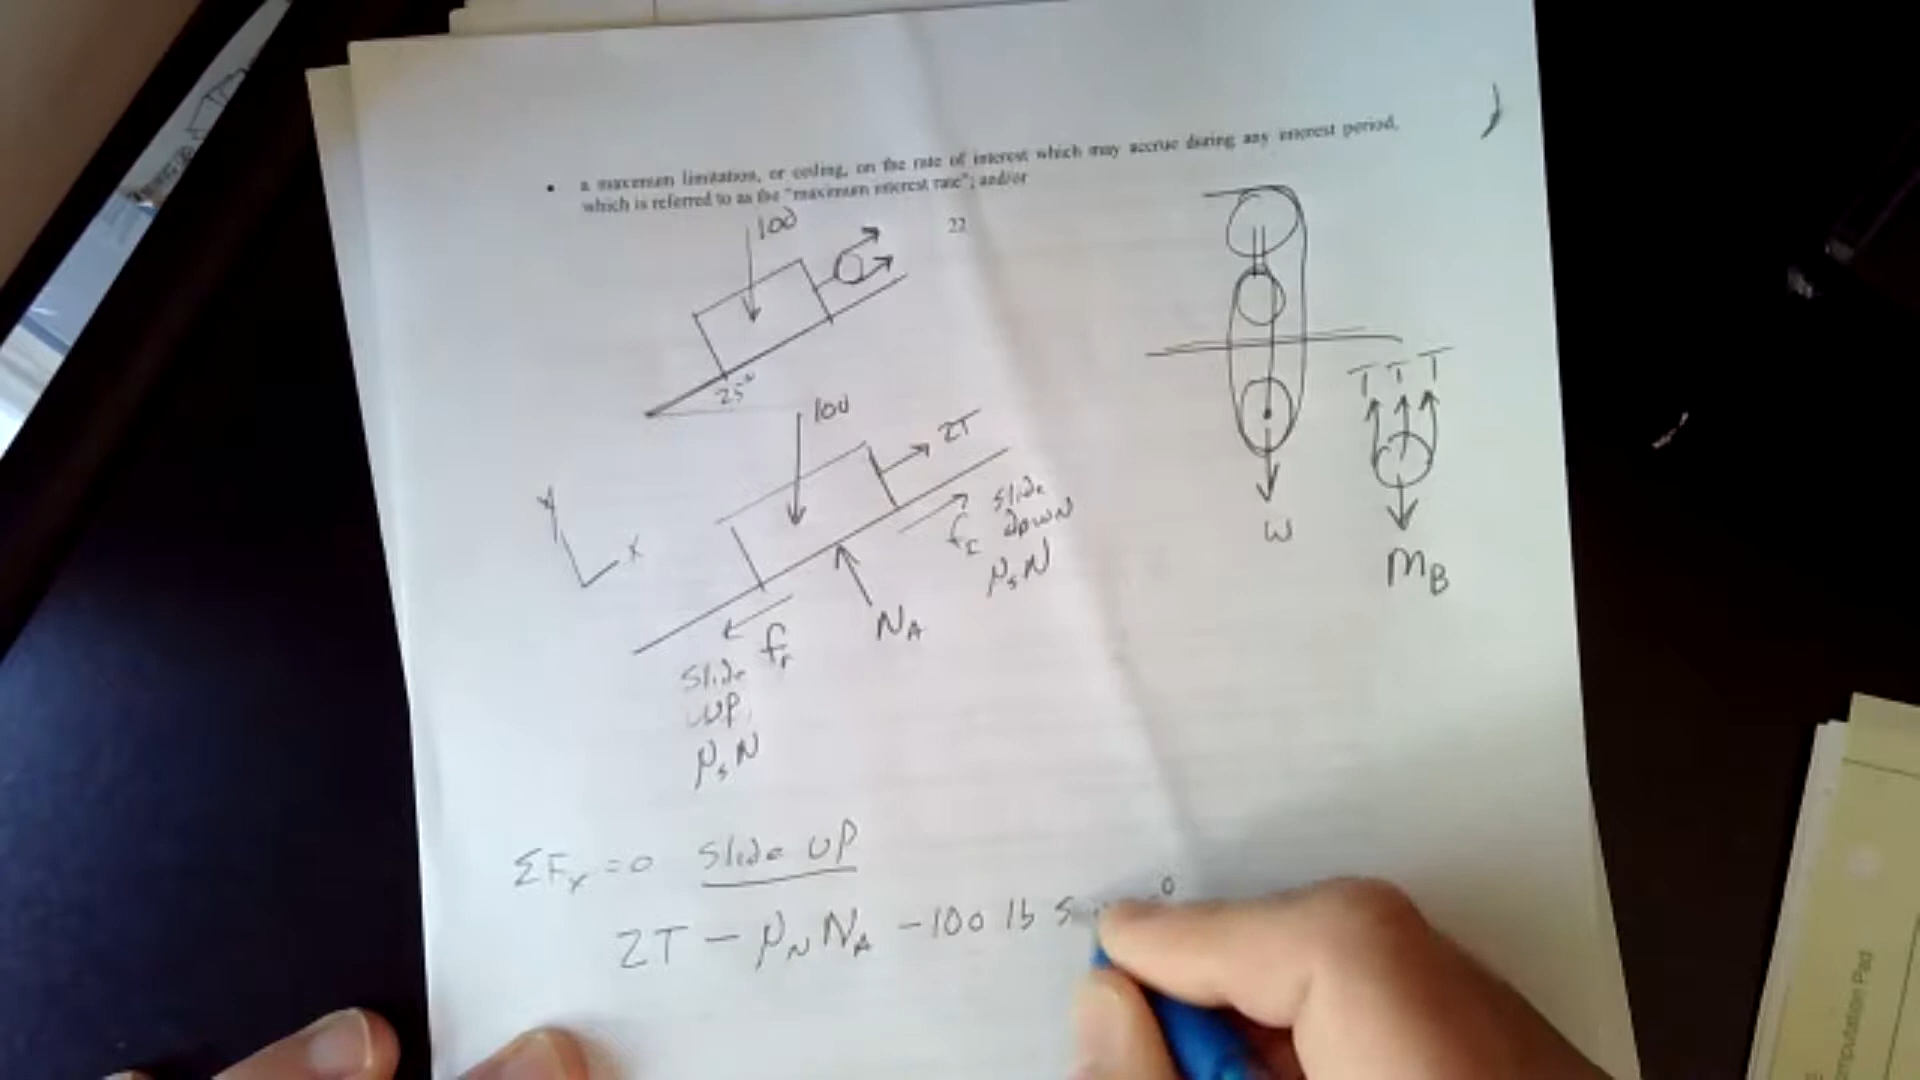 • a maximum limitation, or ceiling, on the rate of interest which may accrue during any interest period,
which is referred to as the "maximum interest rate"; and/or
22
100
25°
100
2T
Y
X
slide
down
μsN
fr
NA
slide
UP
μsN
W
T T T
MB
ΣFx=0 slide UP
2T - μN NA - 100 lb
omputation Pad